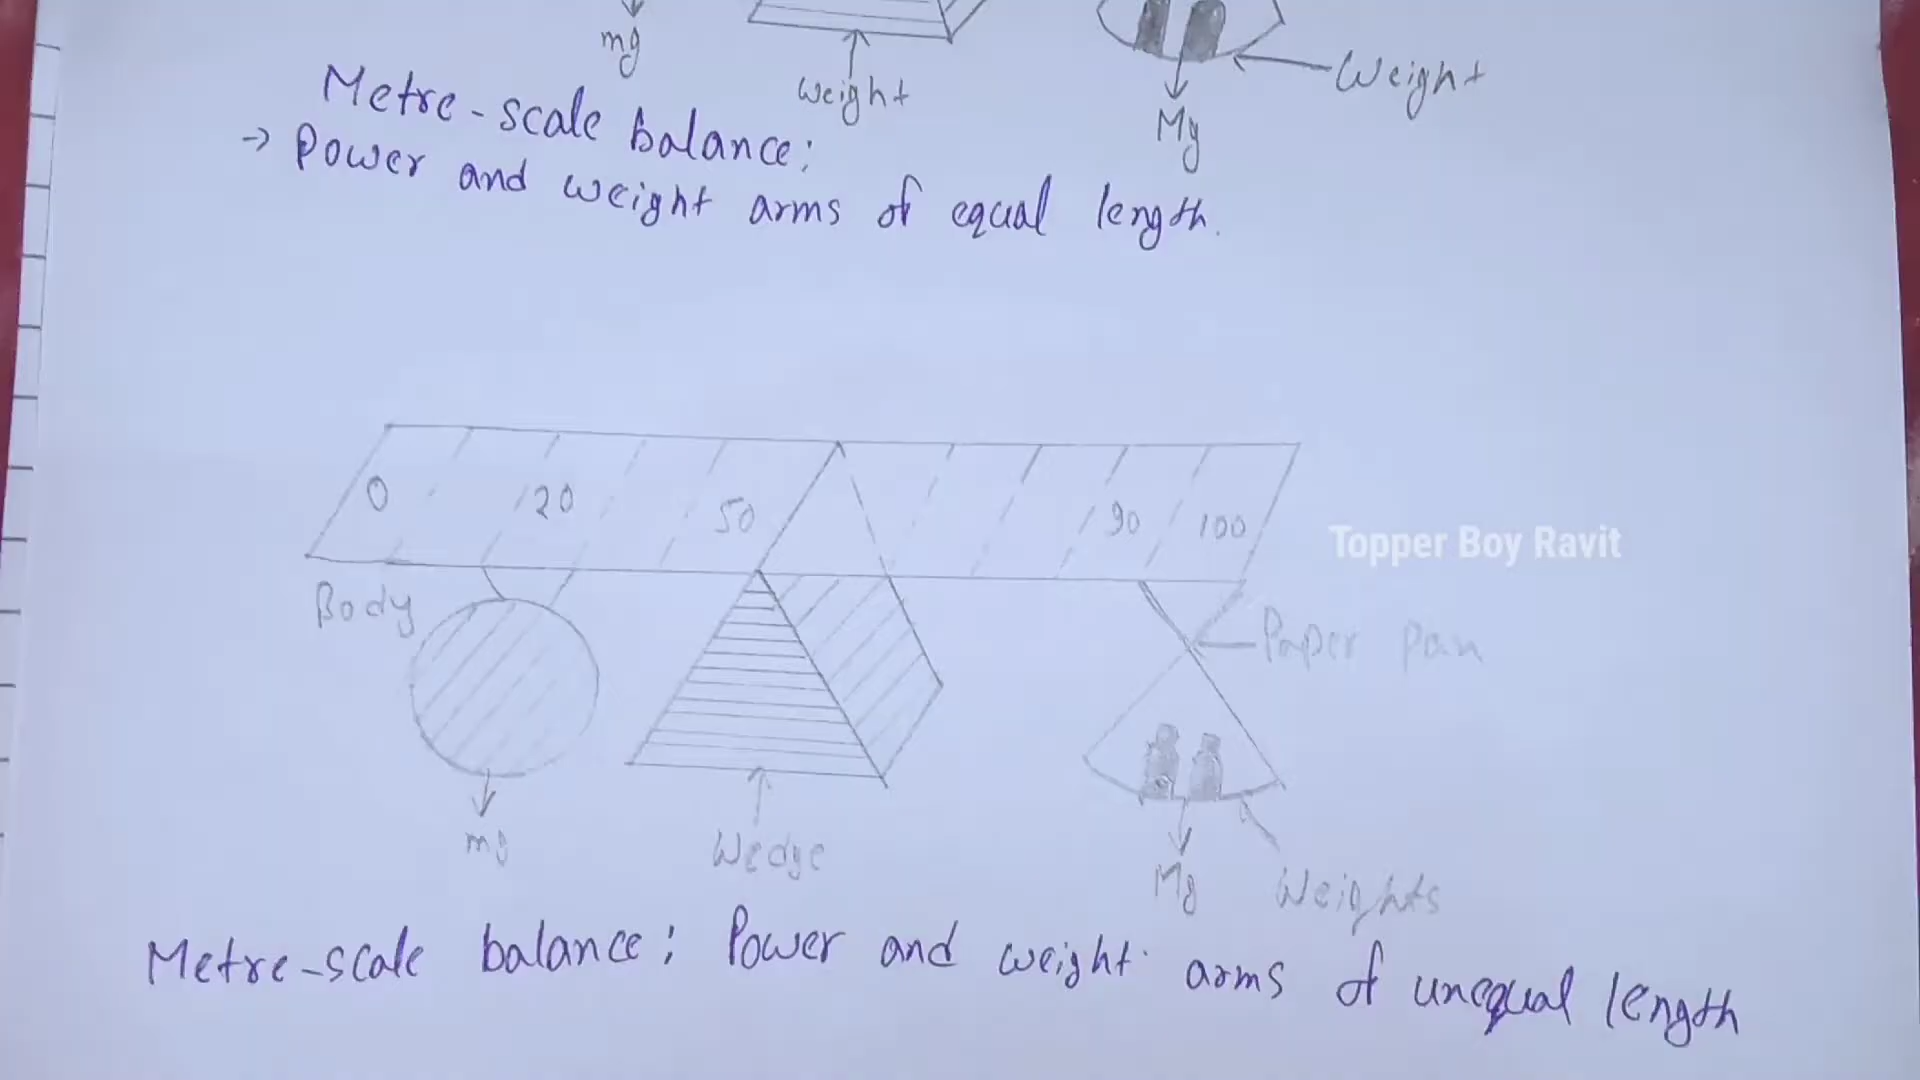 mg
weight
Weight
Mg
Metre-scale balance:
→ Power and weight arms of equal length.
0 20 50 90 100
Topper Boy Ravit
Body
Paper pan
mg
Wedge
Mg
Weights
Metre-scale balance: Power and weight arms of unequal length